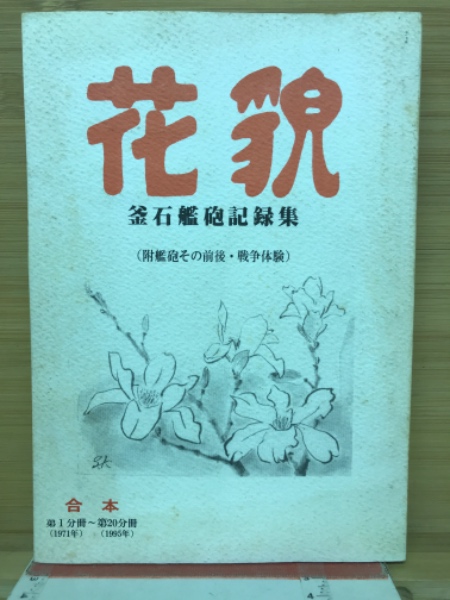 花貌
釜石艦砲記録集
（附艦砲その前後・戦争体験）
合本
第1分冊～第20分冊
（1971年）（1995年）